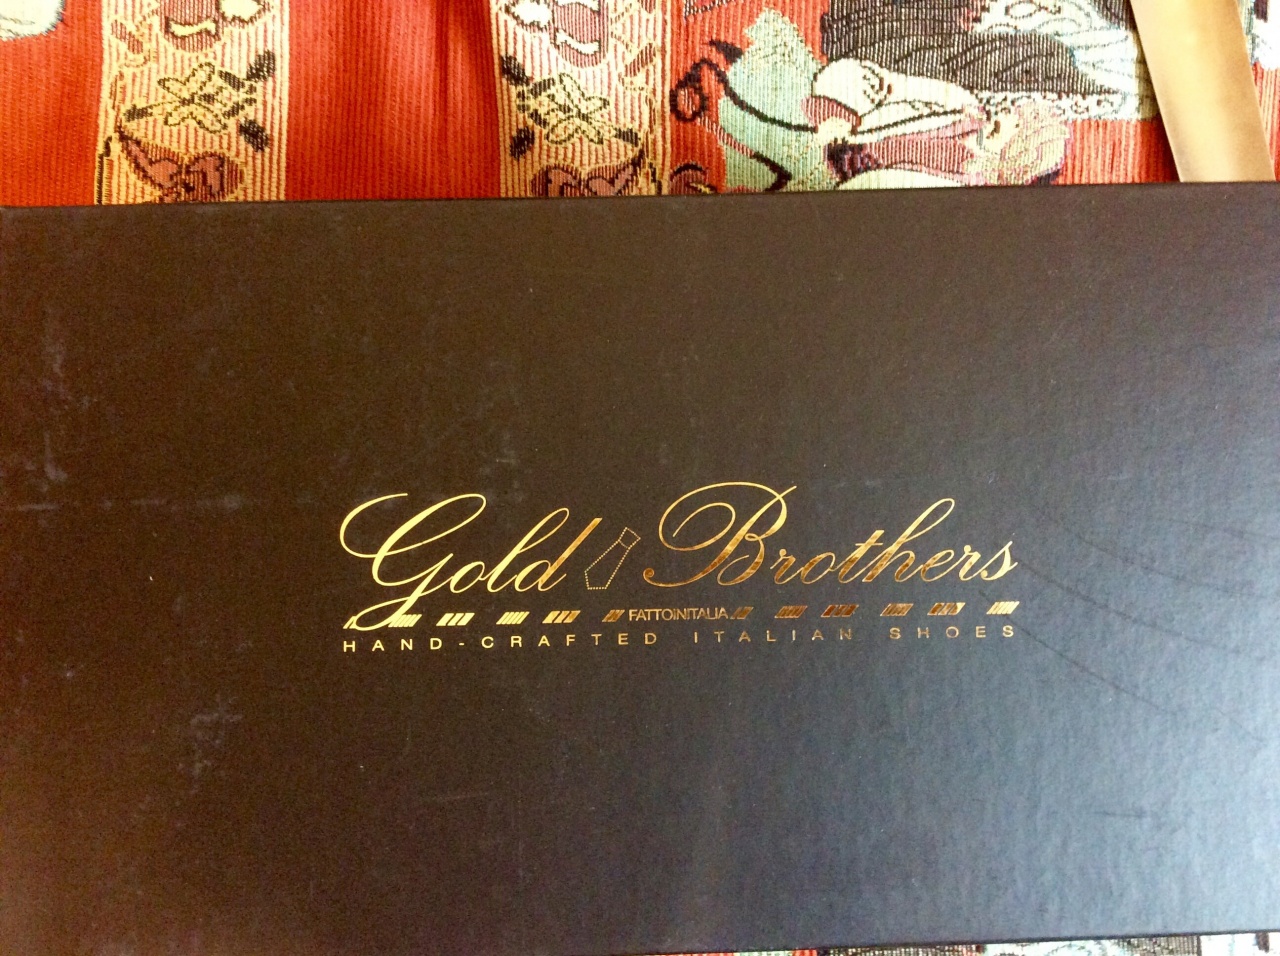 Gold Brothers
FATTOINITALIA
HAND-CRAFTED ITALIAN SHOES